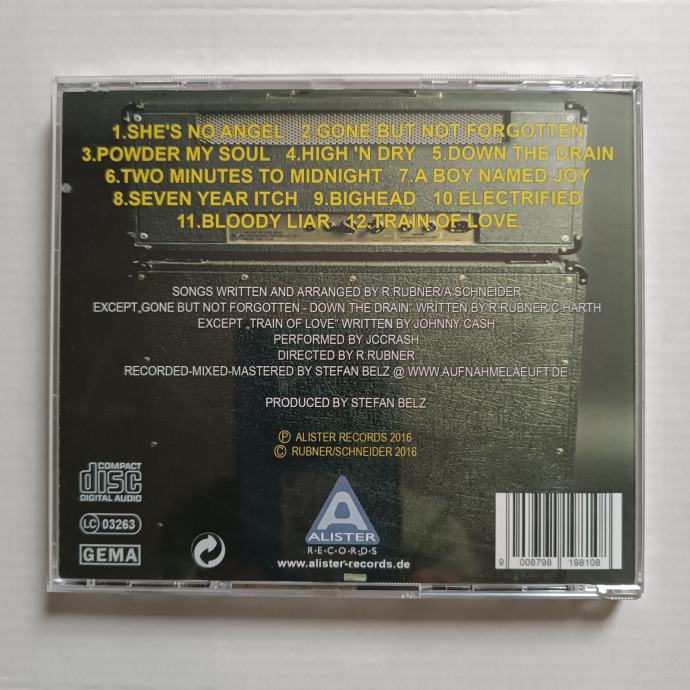 1.SHE'S NO ANGEL 2 GONE BUT NOT FORGOTTEN
3.POWDER MY SOUL 4.HIGH 'N DRY 5.DOWN THE DRAIN
6.TWO MINUTES TO MIDNIGHT 7.A BOY NAMED JOY
8.SEVEN YEAR ITCH 9.BIGHEAD 10.ELECTRIFIED
11.BLOODY LIAR 12.TRAIN OF LOVE
SONGS WRITTEN AND ARRANGED BY R.RUBNER/A.SCHNEIDER
EXCEPT„GONE BUT NOT FORGOTTEN - DOWN THE DRAIN" WRITTEN BY R.RUBNER/C.HARTH
EXCEPT „TRAIN OF LOVE" WRITTEN BY JOHNNY CASH
PERFORMED BY JCCRASH
DIRECTED BY R.RUBNER
RECORDED-MIXED-MASTERED BY STEFAN BELZ @ WWW.AUFNAHMELAEUFT.DE
PRODUCED BY STEFAN BELZ
Ⓟ ALISTER RECORDS 2016
© RUBNER/SCHNEIDER 2016
COMPACT
disc
DIGITAL AUDIO
LC 03263
GEMA
A
ALISTER
R·E·C·O·R·D·S
www.alister-records.de
9 008798 198108